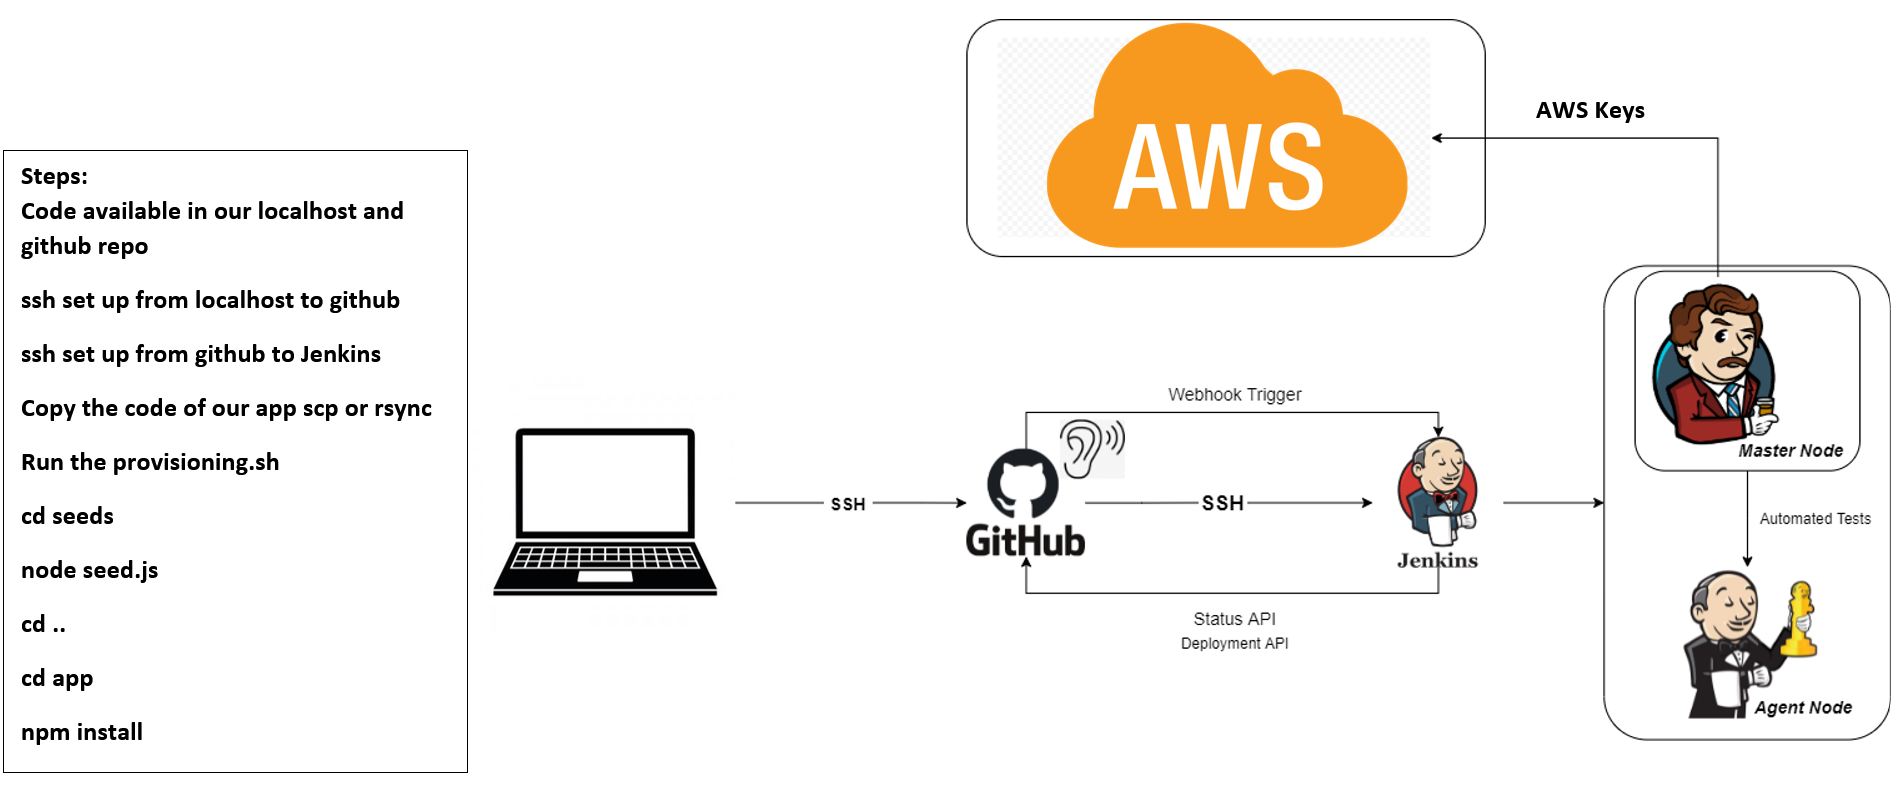 Steps:
Code available in our localhost and
github repo
ssh set up from localhost to github
ssh set up from github to Jenkins
Copy the code of our app scp or rsync
Run the provisioning.sh
cd seeds
node seed.js
cd ..
cd app
npm install
SSH
GitHub
Webhook Trigger
SSH
Status API
Deployment API
Jenkins
AWS
AWS Keys
Master Node
Automated Tests
Agent Node